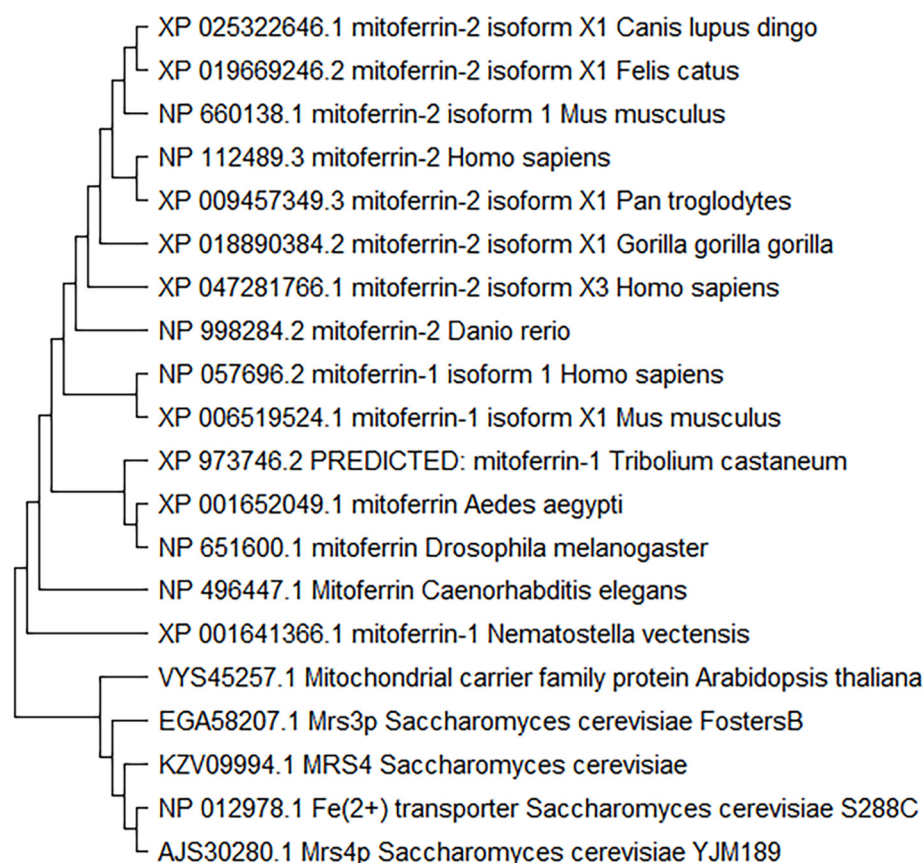 XP 025322646.1 mitoferrin-2 isoform X1 Canis lupus dingo
XP 019669246.2 mitoferrin-2 isoform X1 Felis catus
NP 660138.1 mitoferrin-2 isoform 1 Mus musculus
NP 112489.3 mitoferrin-2 Homo sapiens
XP 009457349.3 mitoferrin-2 isoform X1 Pan troglodytes
XP 018890384.2 mitoferrin-2 isoform X1 Gorilla gorilla gorilla
XP 047281766.1 mitoferrin-2 isoform X3 Homo sapiens
NP 998284.2 mitoferrin-2 Danio rerio
NP 057696.2 mitoferrin-1 isoform 1 Homo sapiens
XP 006519524.1 mitoferrin-1 isoform X1 Mus musculus
XP 973746.2 PREDICTED: mitoferrin-1 Tribolium castaneum
XP 001652049.1 mitoferrin Aedes aegypti
NP 651600.1 mitoferrin Drosophila melanogaster
NP 496447.1 Mitoferrin Caenorhabditis elegans
XP 001641366.1 mitoferrin-1 Nematostella vectensis
VYS45257.1 Mitochondrial carrier family protein Arabidopsis thaliana
EGA58207.1 Mrs3p Saccharomyces cerevisiae FostersB
KZV09994.1 MRS4 Saccharomyces cerevisiae
NP 012978.1 Fe(2+) transporter Saccharomyces cerevisiae S288C
AJS30280.1 Mrs4p Saccharomyces cerevisiae YJM189